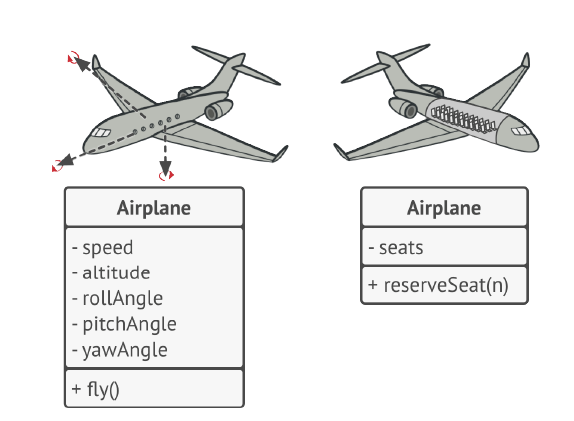 Airplane
- speed
- altitude
- rollAngle
- pitchAngle
- yawAngle
+ fly()
Airplane
- seats
+ reserveSeat(n)